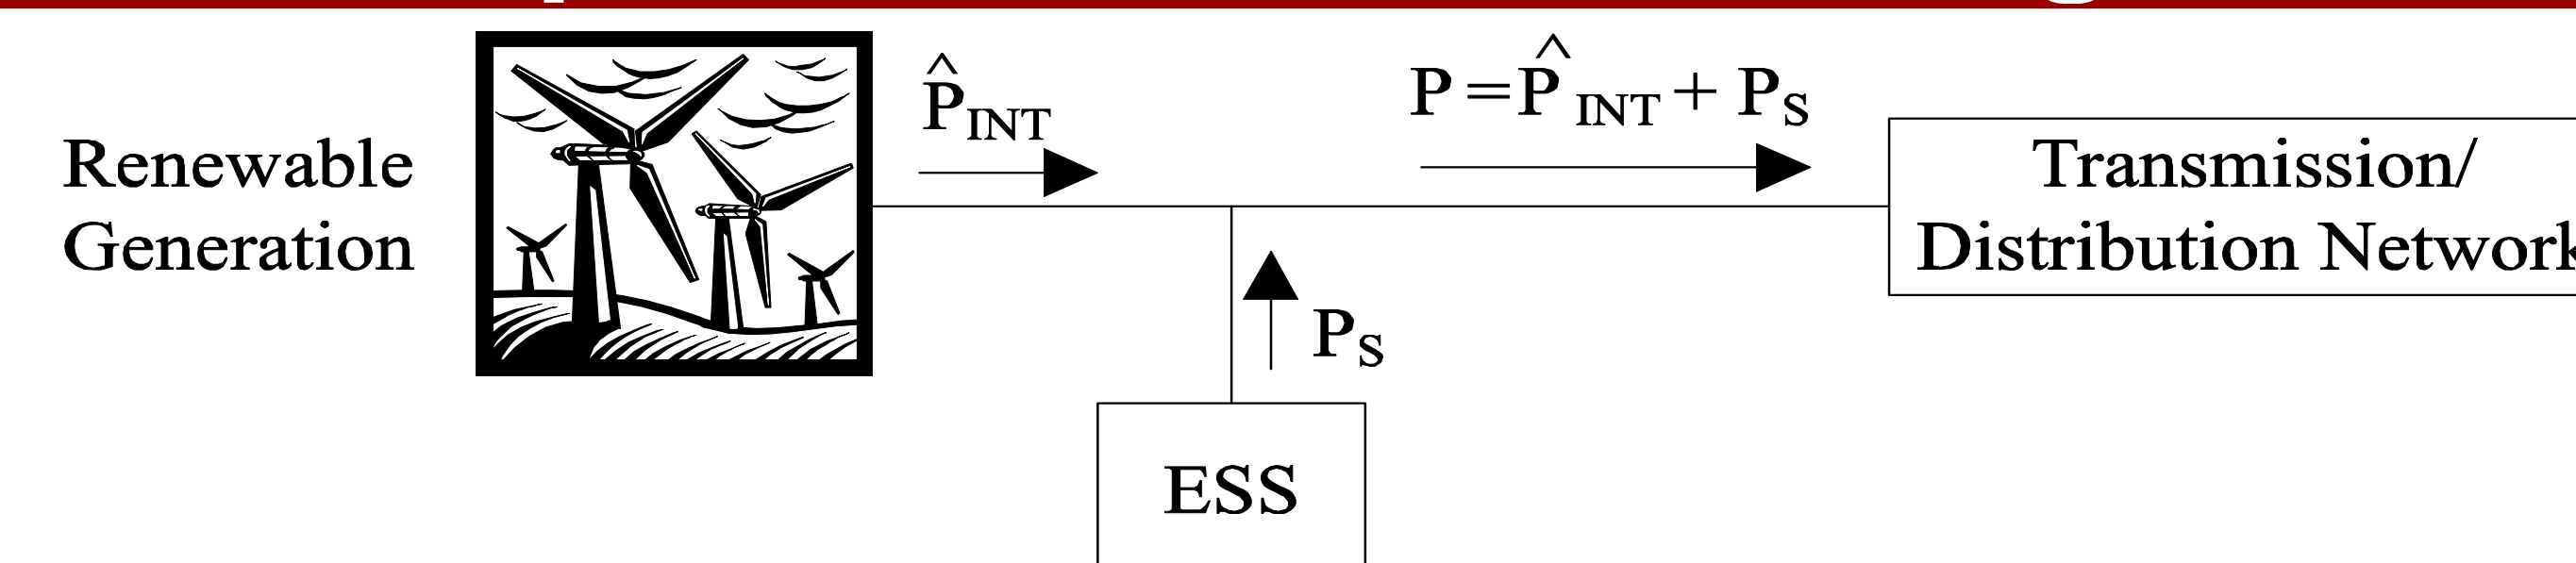 Renewable
Generation
P̂INT
P = P̂INT + PS
PS
ESS
Transmission/
Distribution Network